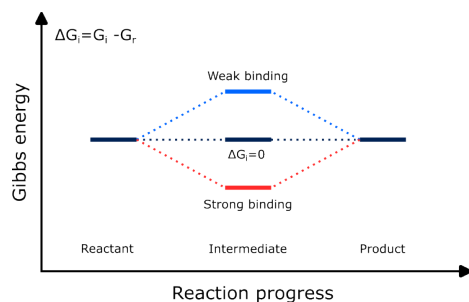 ΔGᵢ=Gᵢ -Gᵣ
Weak binding
ΔGᵢ=0
Strong binding
Reactant
Intermediate
Product
Gibbs energy
Reaction progress